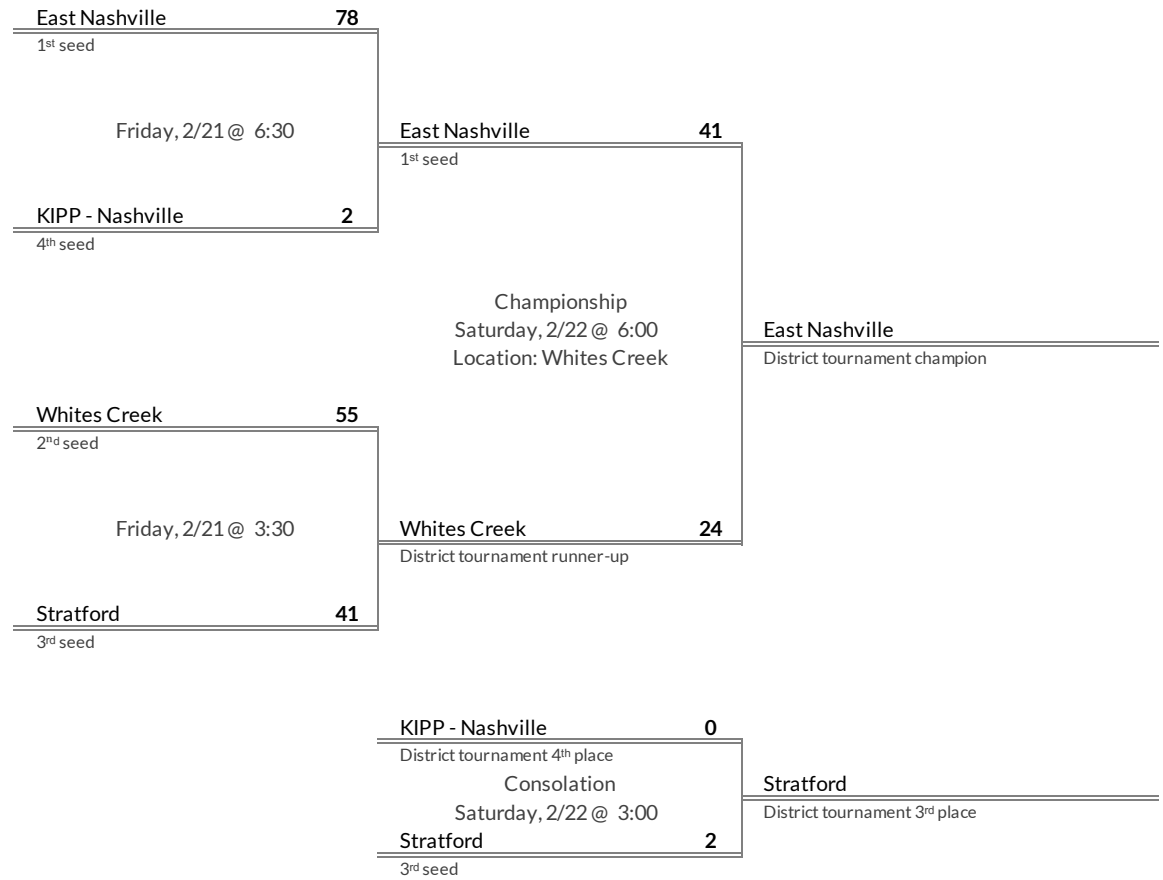 East Nashville 78
1st seed
Friday, 2/21 @ 6:30
KIPP - Nashville 2
4th seed
East Nashville 41
1st seed
Championship
Saturday, 2/22 @ 6:00
Location: Whites Creek
East Nashville
District tournament champion
Whites Creek 55
2nd seed
Friday, 2/21 @ 3:30
Stratford 41
3rd seed
Whites Creek 24
District tournament runner-up
KIPP - Nashville 0
District tournament 4th place
Consolation
Saturday, 2/22 @ 3:00
Stratford 2
3rd seed
Stratford
District tournament 3rd place